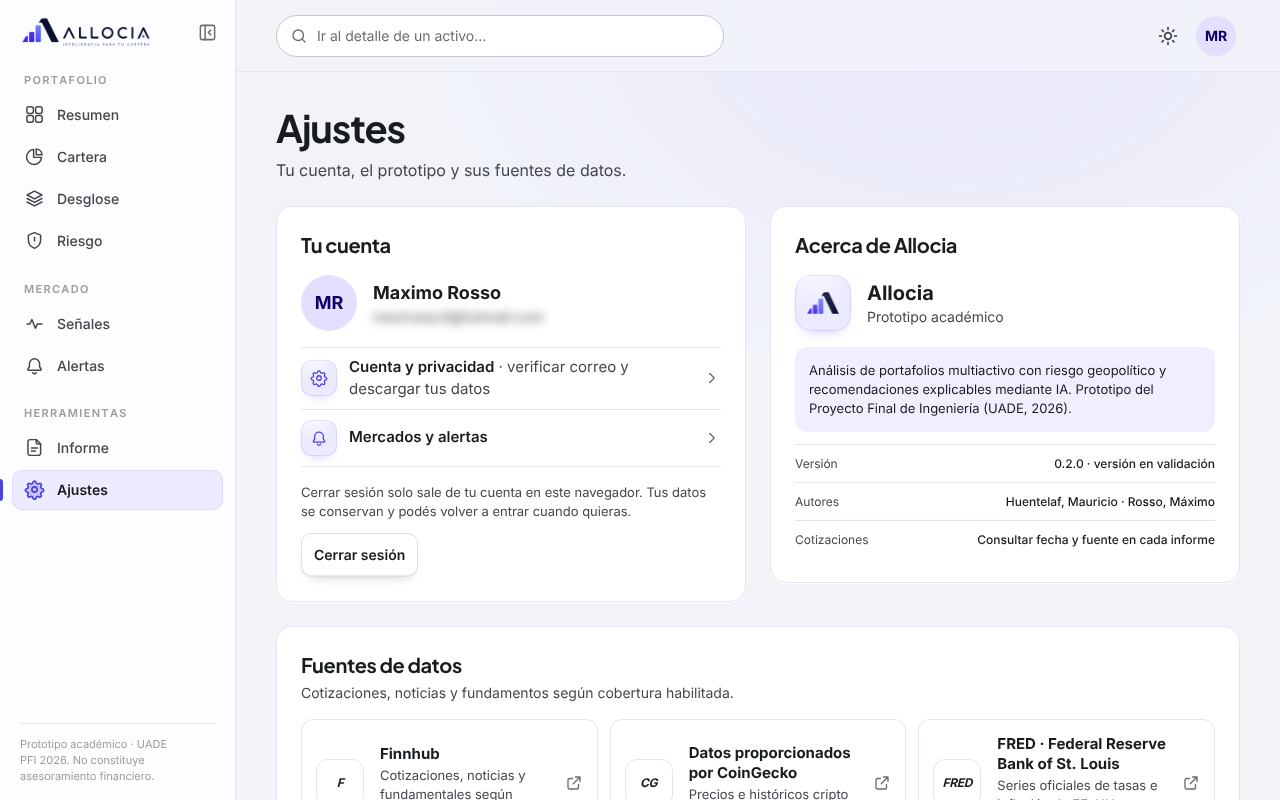 ALLOCIA
INTELIGENCIA PARA TU CARTERA
PORTAFOLIO
Resumen
Cartera
Desglose
Riesgo
MERCADO
Señales
Alertas
HERRAMIENTAS
Informe
Ajustes
Prototipo académico · UADE
PFI 2026. No constituye
asesoramiento financiero.
Ir al detalle de un activo...
MR
Ajustes
Tu cuenta, el prototipo y sus fuentes de datos.
Tu cuenta
MR
Maximo Rosso
Cuenta y privacidad · verificar correo y
descargar tus datos
Mercados y alertas
Cerrar sesión solo sale de tu cuenta en este navegador. Tus datos
se conservan y podés volver a entrar cuando quieras.
Cerrar sesión
Acerca de Allocia
Allocia
Prototipo académico
Análisis de portafolios multiactivo con riesgo geopolítico y
recomendaciones explicables mediante IA. Prototipo del
Proyecto Final de Ingeniería (UADE, 2026).
Versión 0.2.0 · versión en validación
Autores Huentelaf, Mauricio · Rosso, Máximo
Cotizaciones Consultar fecha y fuente en cada informe
Fuentes de datos
Cotizaciones, noticias y fundamentos según cobertura habilitada.
F
Finnhub
Cotizaciones, noticias y
fundamentales según
CG
Datos proporcionados
por CoinGecko
Precios e históricos cripto
FRED
FRED · Federal Reserve
Bank of St. Louis
Series oficiales de tasas e